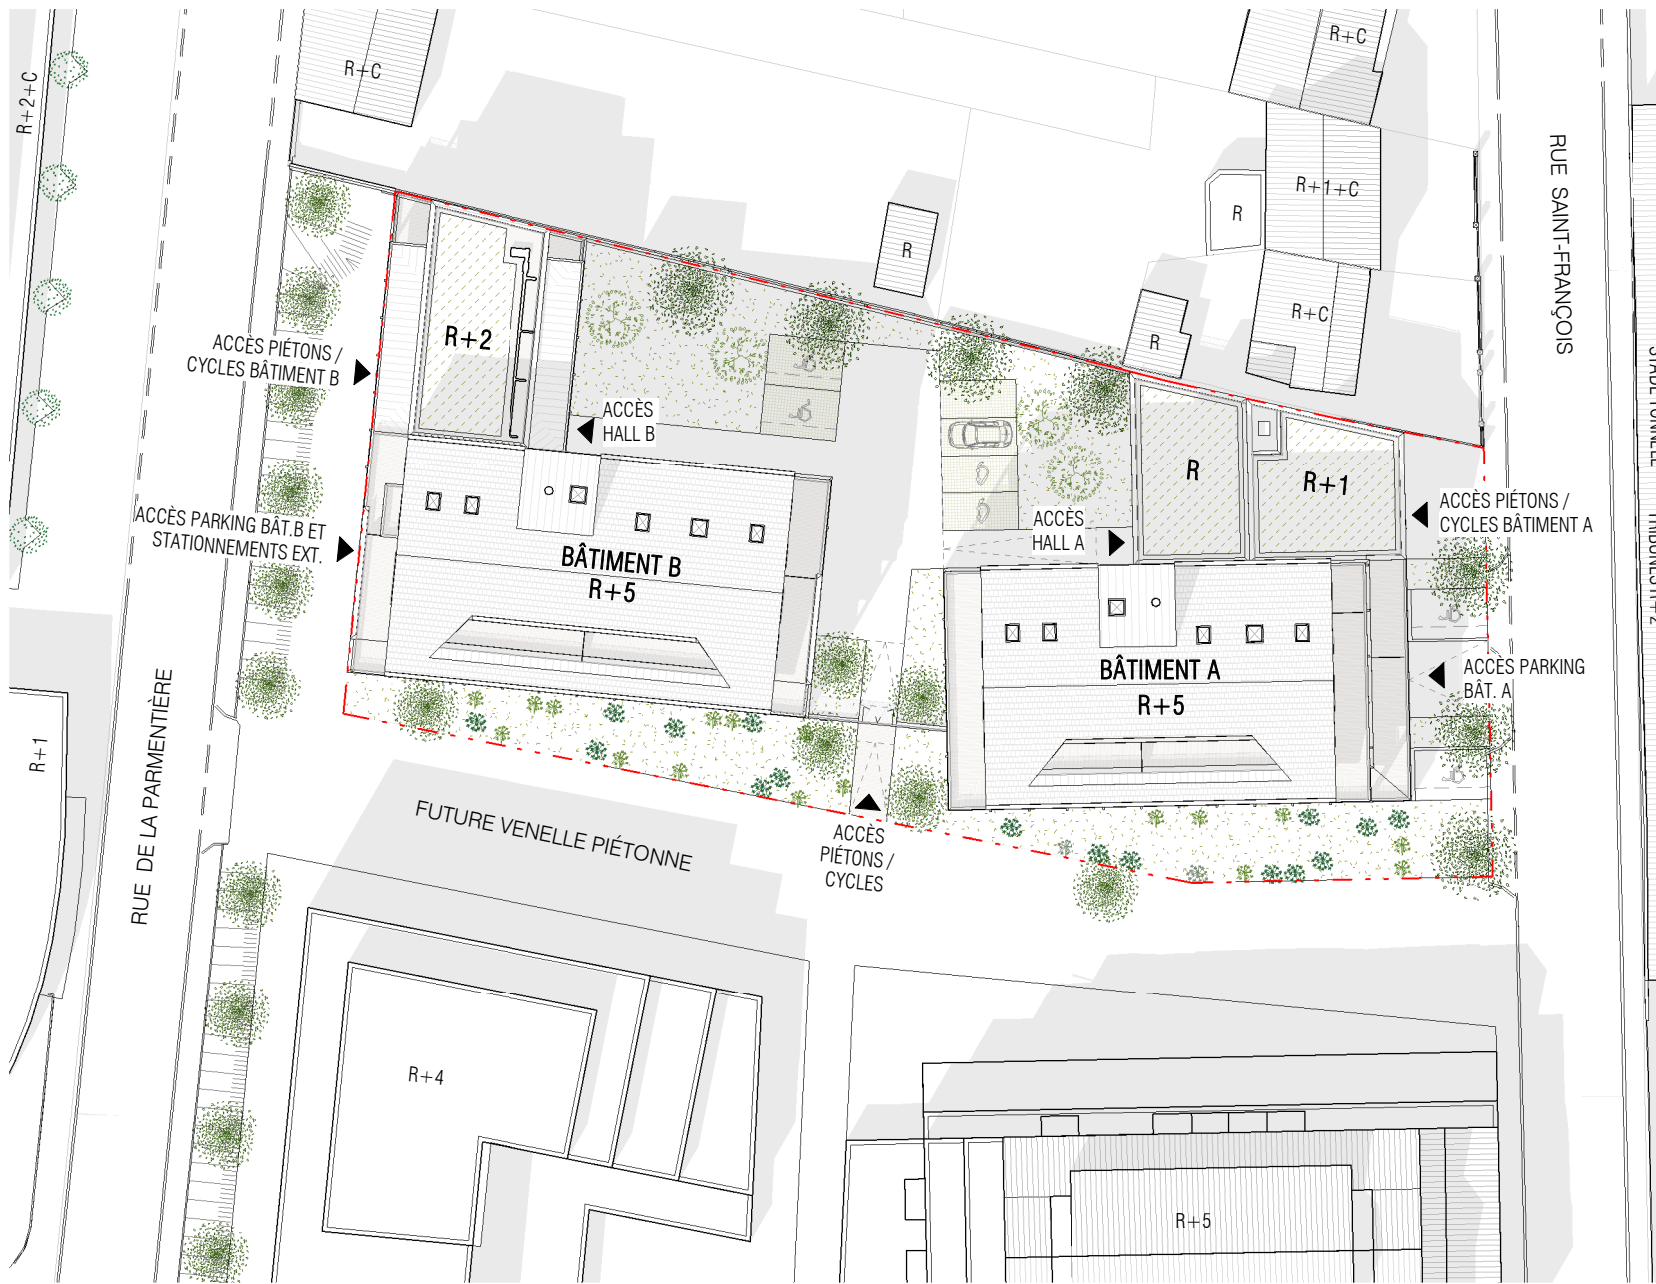 R+C
R+C
R+2+C
RUE SAINT-FRANÇOIS
R+1+C
R
R
R+C
R
R+2
ACCÈS PIÉTONS /
CYCLES BÂTIMENT B
ACCÈS
HALL B
R
R+1
ACCÈS PIÉTONS /
CYCLES BÂTIMENT A
ACCÈS PARKING BÂT.B ET
STATIONNEMENTS EXT.
ACCÈS
HALL A
BÂTIMENT B
R+5
BÂTIMENT A
R+5
ACCÈS PARKING
BÂT. A
RUE DE LA PARMENTIÈRE
R+1
FUTURE VENELLE PIÉTONNE
ACCÈS
PIÉTONS /
CYCLES
R+4
R+5